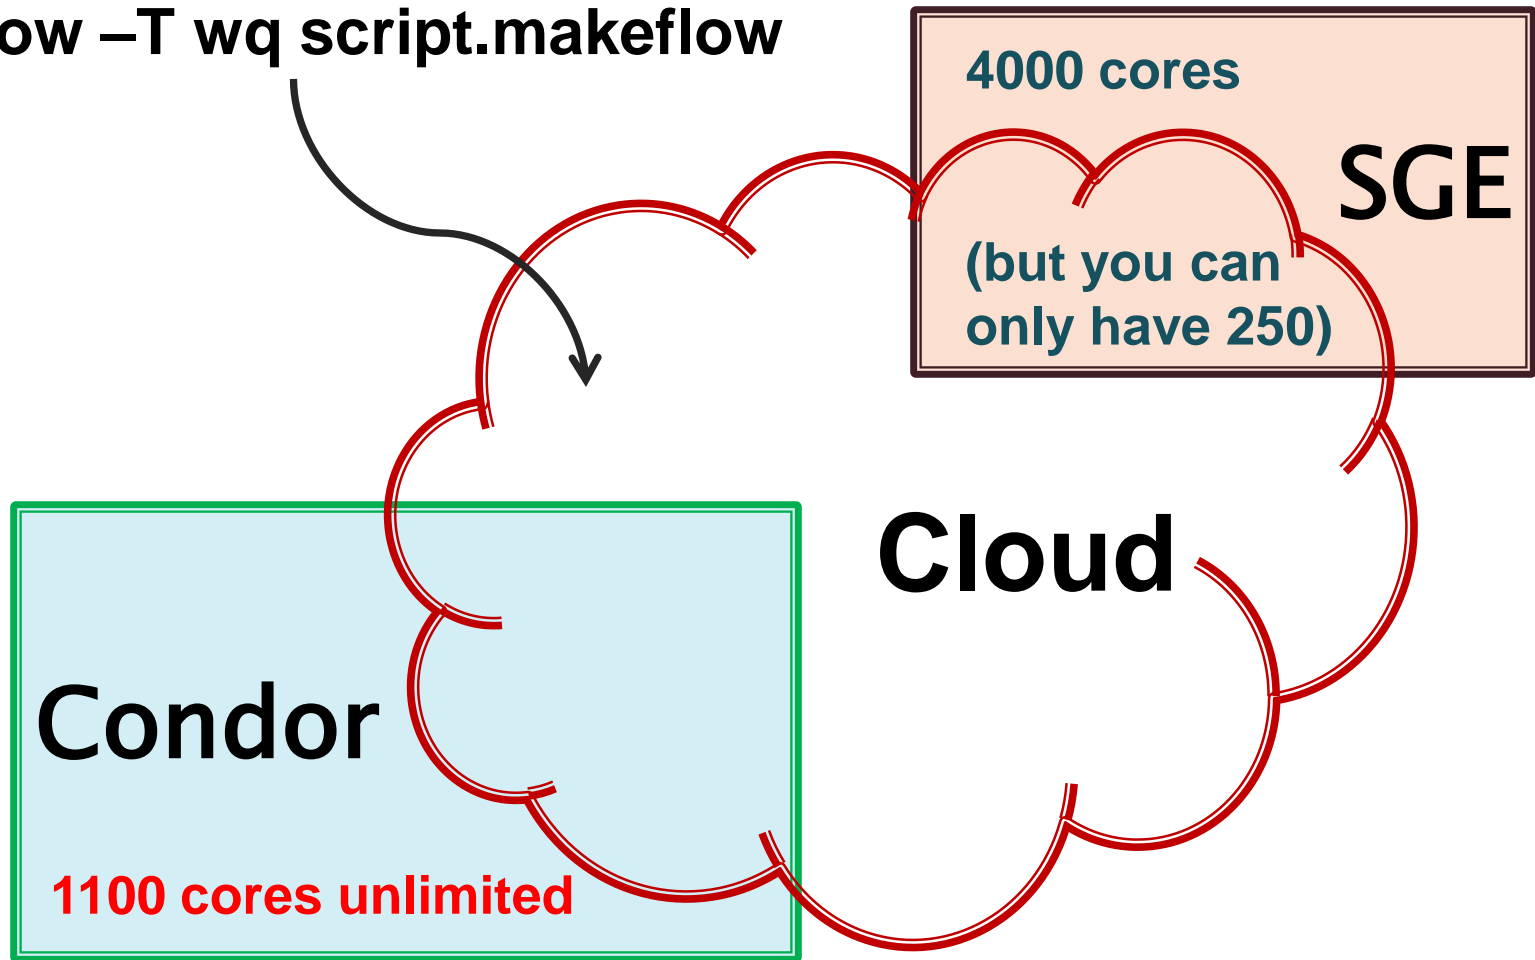 ow –T wq script.makeflow
4000 cores
SGE
(but you can
only have 250)
Cloud
Condor
1100 cores unlimited